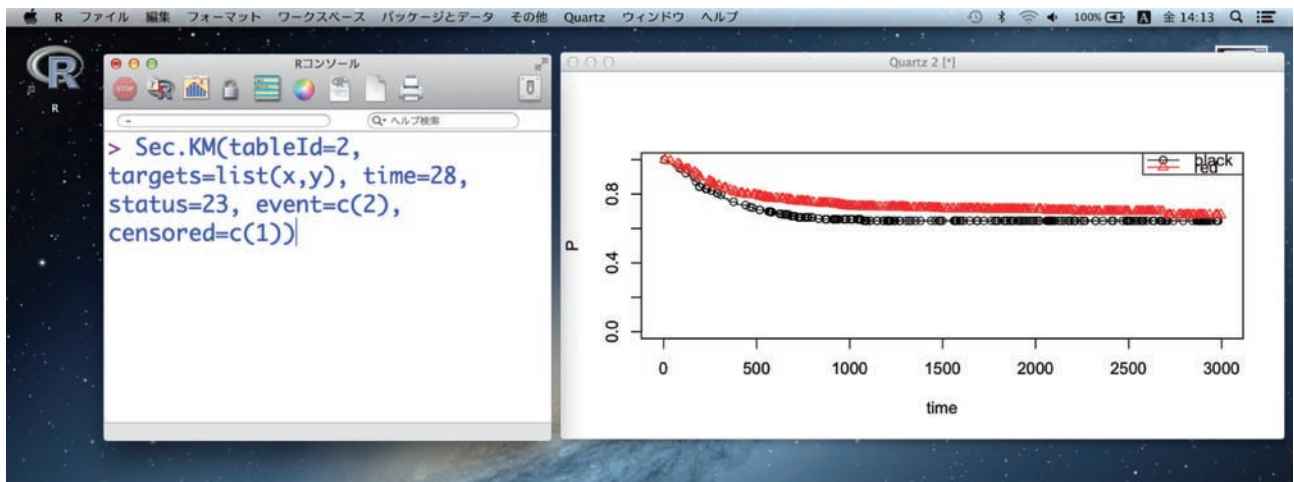 R ファイル 編集 フォーマット ワークスペース パッケージとデータ その他 Quartz ウィンドウ ヘルプ 100% A 金 14:13
R
R
Rコンソール
STOP
R
~
ヘルプ検索
> Sec.KM(tableId=2,
targets=list(x,y), time=28,
status=23, event=c(2),
censored=c(1))
Quartz 2 [*]
black
red
P
0.8
0.4
0.0
0 500 1000 1500 2000 2500 3000
time